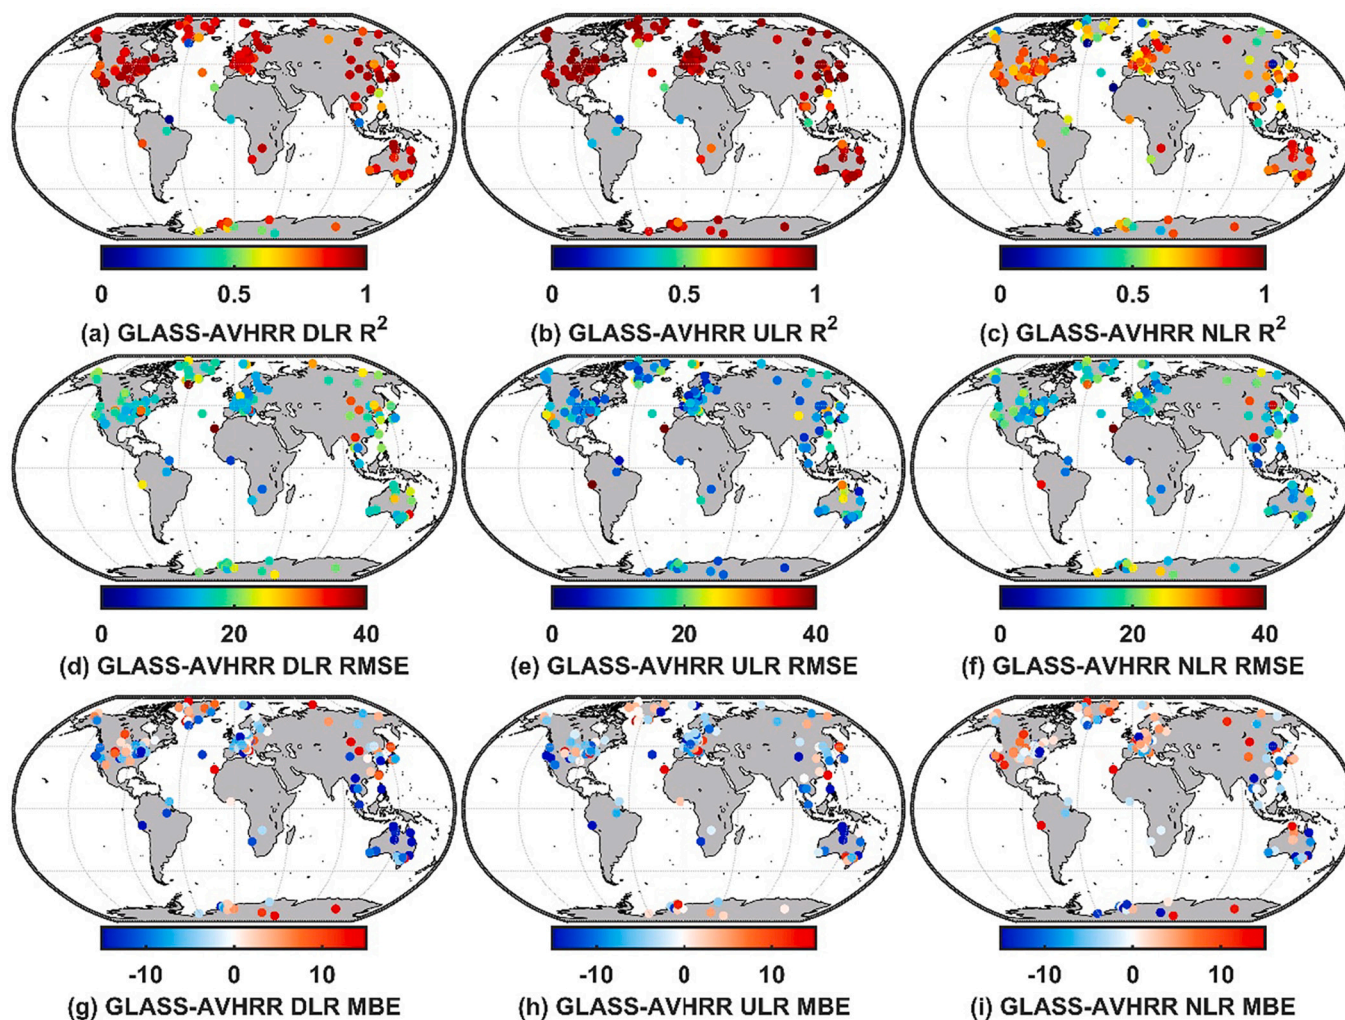 0 0.5 1 0 0.5 1 0 0.5 1
(a) GLASS-AVHRR DLR R² (b) GLASS-AVHRR ULR R² (c) GLASS-AVHRR NLR R²
0 20 40 0 20 40 0 20 40
(d) GLASS-AVHRR DLR RMSE (e) GLASS-AVHRR ULR RMSE (f) GLASS-AVHRR NLR RMSE
-10 0 10 -10 0 10 -10 0 10
(g) GLASS-AVHRR DLR MBE (h) GLASS-AVHRR ULR MBE (i) GLASS-AVHRR NLR MBE